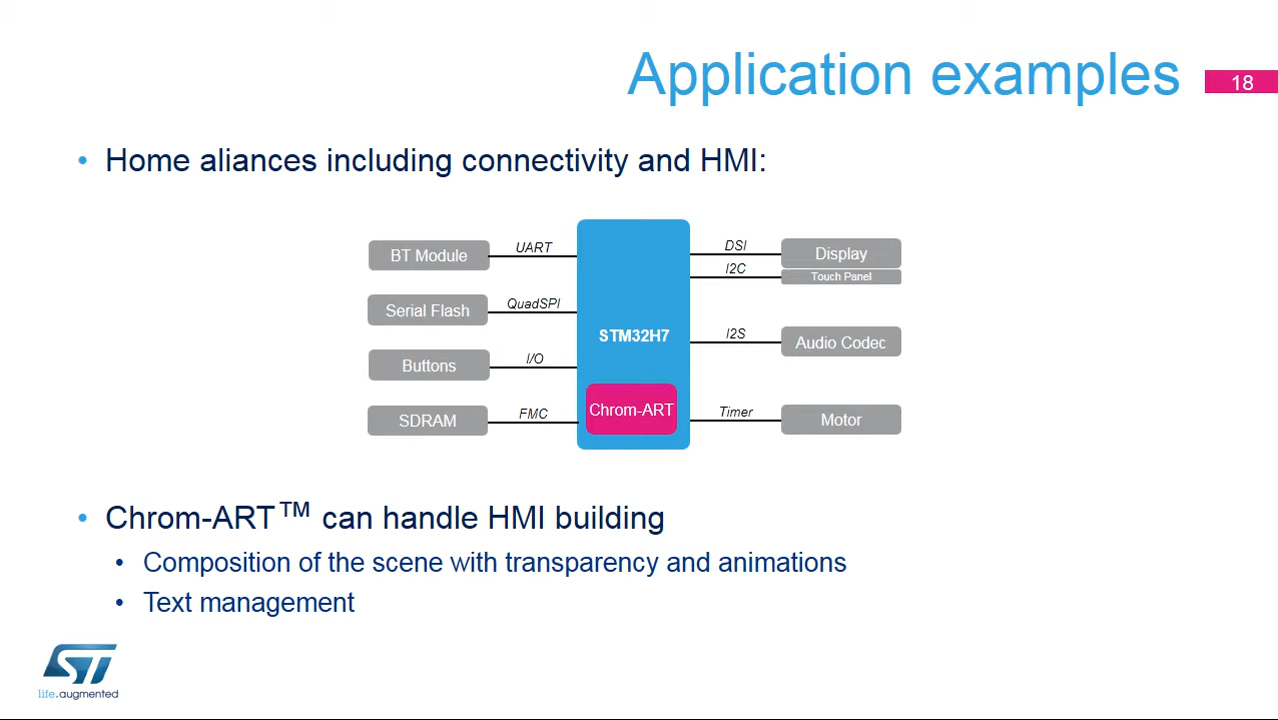 Application examples
18
• Home aliances including connectivity and HMI:
BT Module
UART
Serial Flash
QuadSPI
Buttons
I/O
SDRAM
FMC
STM32H7
Chrom-ART
DSI
Display
I2C
Touch Panel
I2S
Audio Codec
Timer
Motor
• Chrom-ART™ can handle HMI building
• Composition of the scene with transparency and animations
• Text management
ST
life.augmented